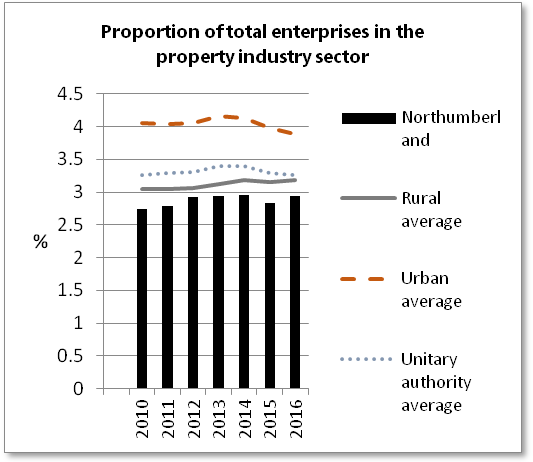 Proportion of total enterprises in the
property industry sector
4.5
4
3.5
3
2.5
2
1.5
1
0.5
0
%
2010
2011
2012
2013
2014
2015
2016
Northumberl
and
Rural
average
Urban
average
Unitary
authority
average